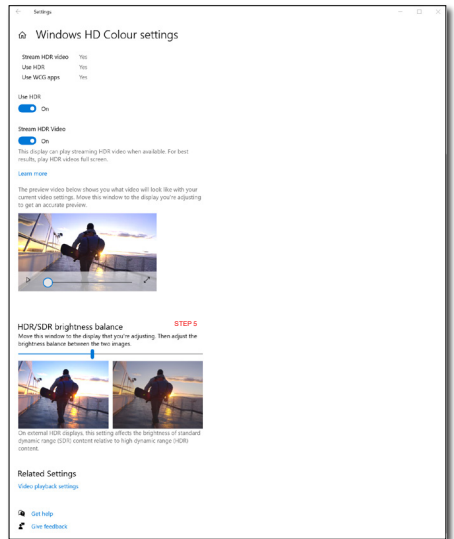 Settings
Windows HD Colour settings
Stream HDR video Yes
Use HDR Yes
Use WCG apps Yes
Use HDR
On
Stream HDR Video
On
This display can play streaming HDR video when available. For best
results, play HDR videos full screen.
Learn more
The preview video below shows you what video will look like with your
current video settings. Move this window to the display you're adjusting
to get an accurate preview.
HDR/SDR brightness balance STEP 5
Move this window to the display that you're adjusting. Then adjust the
brightness balance between the two images.
On external HDR displays, this setting affects the brightness of standard
dynamic range (SDR) content relative to high dynamic range (HDR)
content.
Related Settings
Video playback settings
Get help
Give feedback